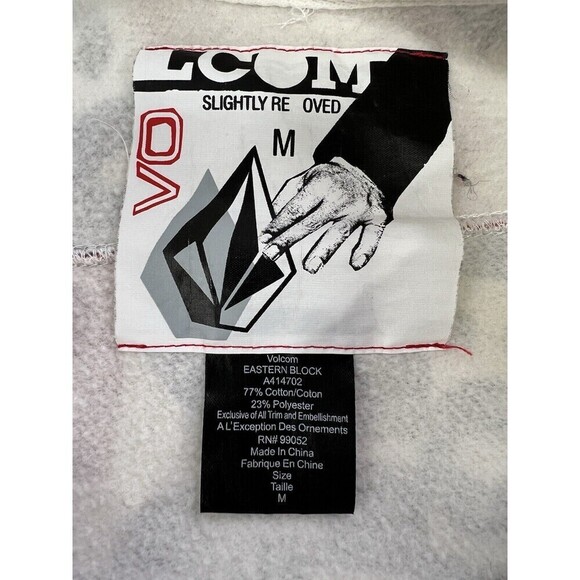 LCOM
SLIGHTLY RE OVED
M
VO
Volcom
EASTERN BLOCK
A414702
77% Cotton/Coton
23% Polyester
Exclusive of All Trim and Embellishment
A L'Exception Des Ornements
RN# 99052
Made In China
Fabrique En Chine
Size
Taille
M